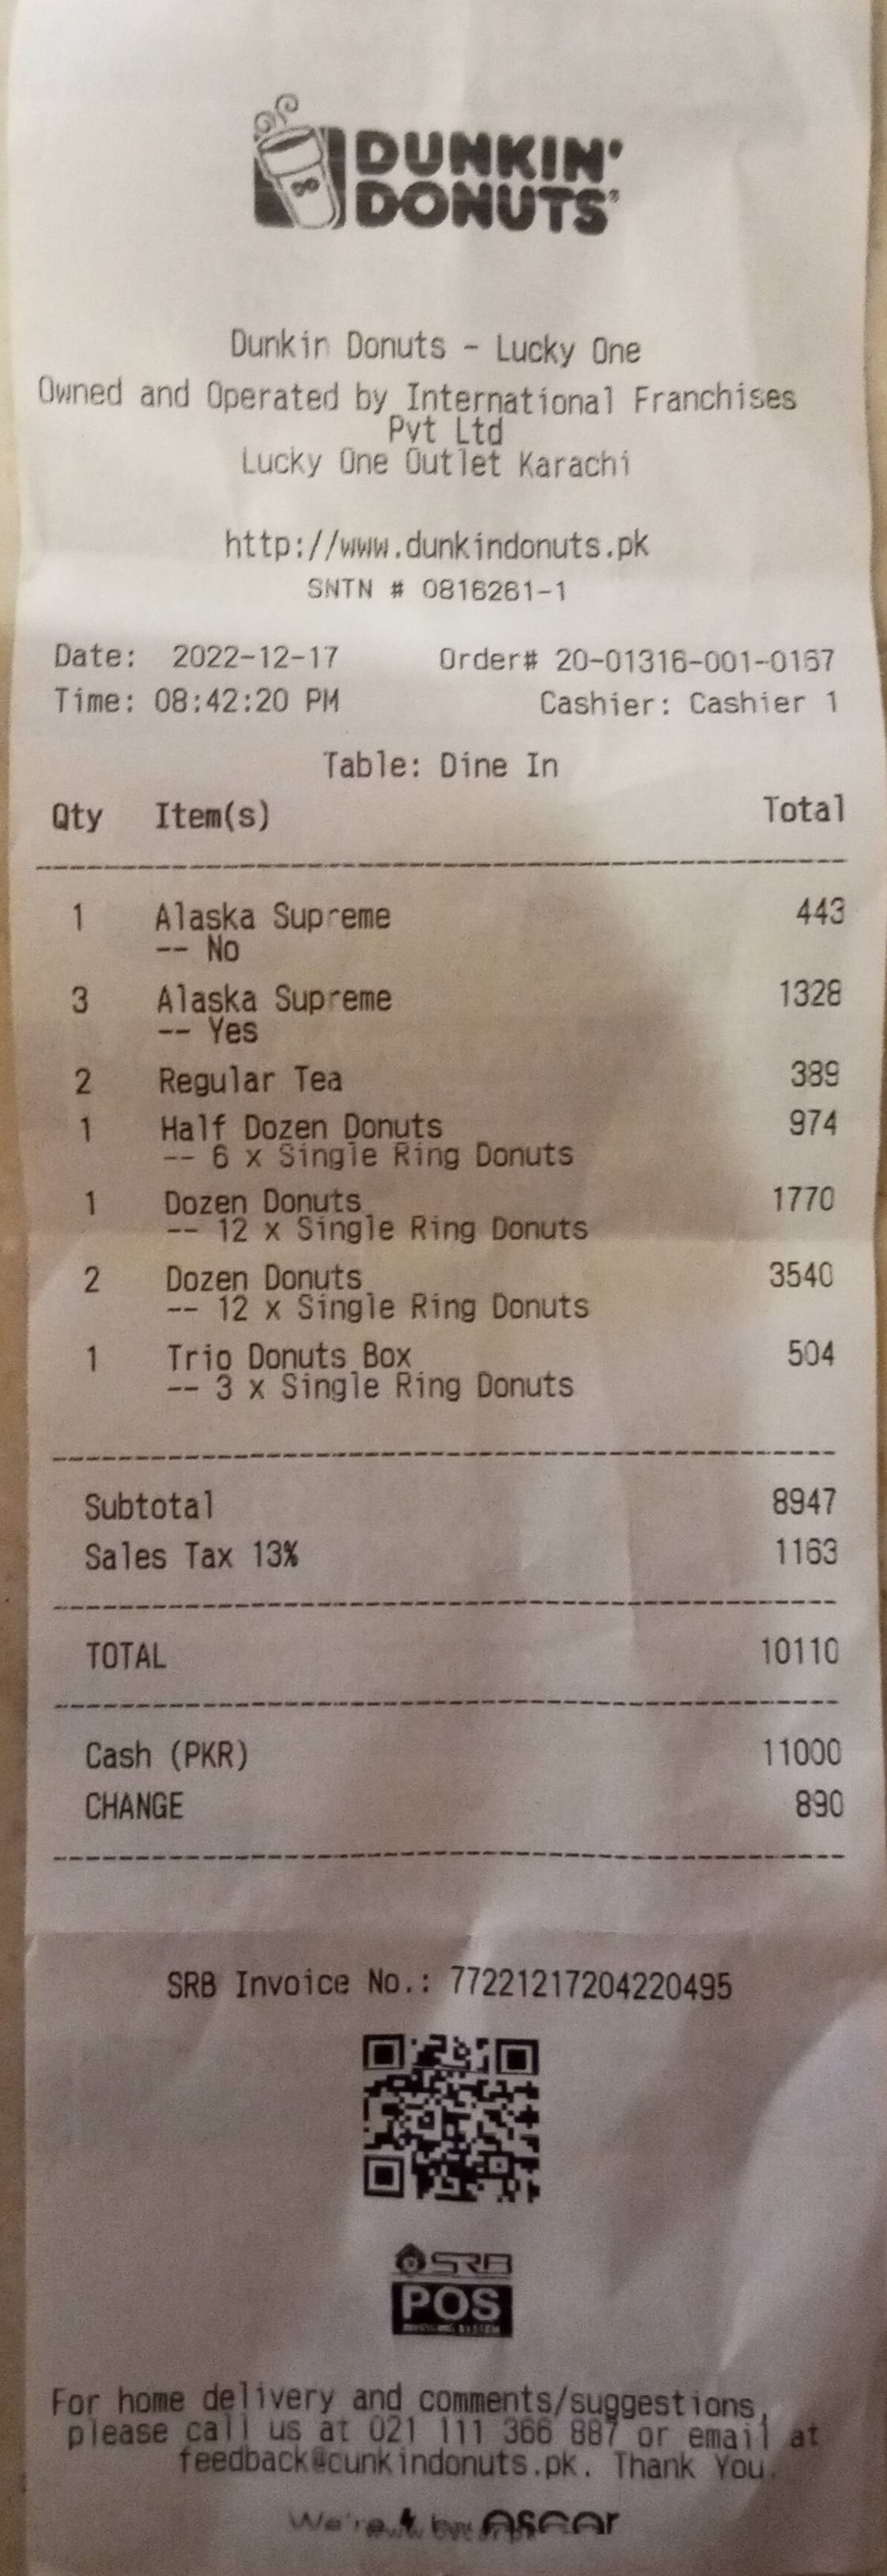 DUNKIN'
DONUTS
Dunkin Donuts - Lucky One
Owned and Operated by International Franchises
Pvt Ltd
Lucky One Outlet Karachi
http://www.dunkindonuts.pk
SNTN # 0816261-1
Date: 2022-12-17 Order# 20-01316-001-0167
Time: 08:42:20 PM Cashier: Cashier 1
Table: Dine In
Qty Item(s) Total
1 Alaska Supreme 443
-- No
3 Alaska Supreme 1328
-- Yes
2 Regular Tea 389
1 Half Dozen Donuts 974
-- 6 x Single Ring Donuts
1 Dozen Donuts 1770
-- 12 x Single Ring Donuts
2 Dozen Donuts 3540
-- 12 x Single Ring Donuts
1 Trio Donuts Box 504
-- 3 x Single Ring Donuts
Subtotal 8947
Sales Tax 13% 1163
TOTAL 10110
Cash (PKR) 11000
CHANGE 890
SRB Invoice No.: 77221217204220495
SRB
POS
For home delivery and comments/suggestions,
please call us at 021 111 366 887 or email at
feedback@cunkindonuts.pk. Thank You.
We're by oscar